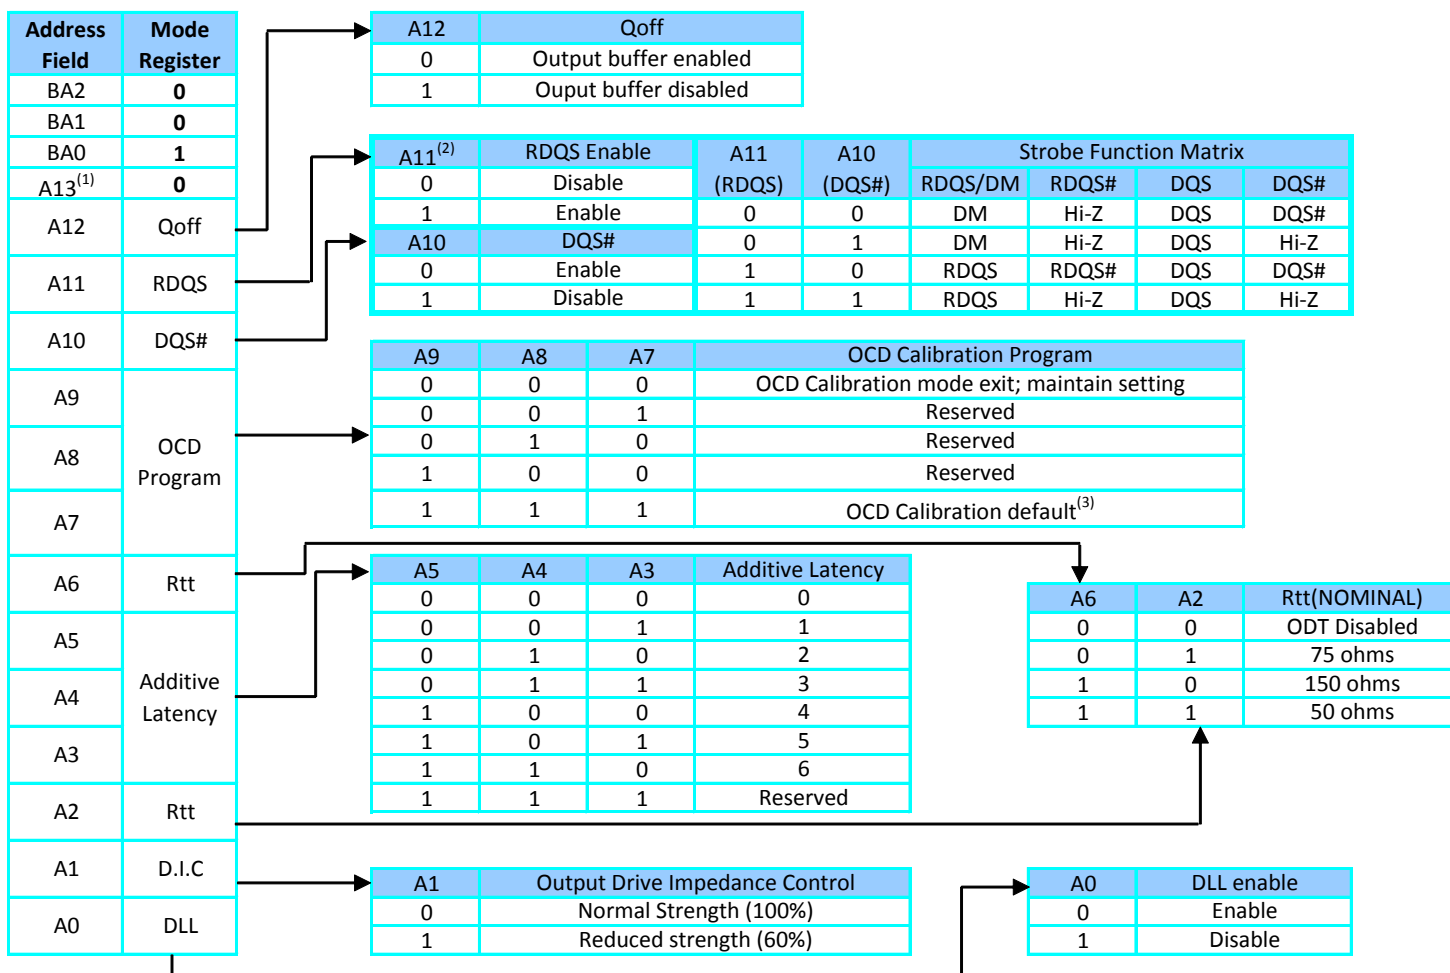 Address Field Mode Register
BA2 0
BA1 0
BA0 1
A13(1) 0
A12 Qoff
A11 RDQS
A10 DQS#
A9
A8 OCD Program
A7
A6 Rtt
A5
A4 Additive Latency
A3
A2 Rtt
A1 D.I.C
A0 DLL
A12 Qoff
0 Output buffer enabled
1 Ouput buffer disabled
A11(2) RDQS Enable
0 Disable
1 Enable
A10 DQS#
0 Enable
1 Disable
A11 (RDQS) A10 (DQS#) Strobe Function Matrix
RDQS/DM RDQS# DQS DQS#
0 0 DM Hi-Z DQS DQS#
0 1 DM Hi-Z DQS Hi-Z
1 0 RDQS RDQS# DQS DQS#
1 1 RDQS Hi-Z DQS Hi-Z
A9 A8 A7 OCD Calibration Program
0 0 0 OCD Calibration mode exit; maintain setting
0 0 1 Reserved
0 1 0 Reserved
1 0 0 Reserved
1 1 1 OCD Calibration default(3)
A5 A4 A3 Additive Latency
0 0 0 0
0 0 1 1
0 1 0 2
0 1 1 3
1 0 0 4
1 0 1 5
1 1 0 6
1 1 1 Reserved
A6 A2 Rtt(NOMINAL)
0 0 ODT Disabled
0 1 75 ohms
1 0 150 ohms
1 1 50 ohms
A1 Output Drive Impedance Control
0 Normal Strength (100%)
1 Reduced strength (60%)
A0 DLL enable
0 Enable
1 Disable